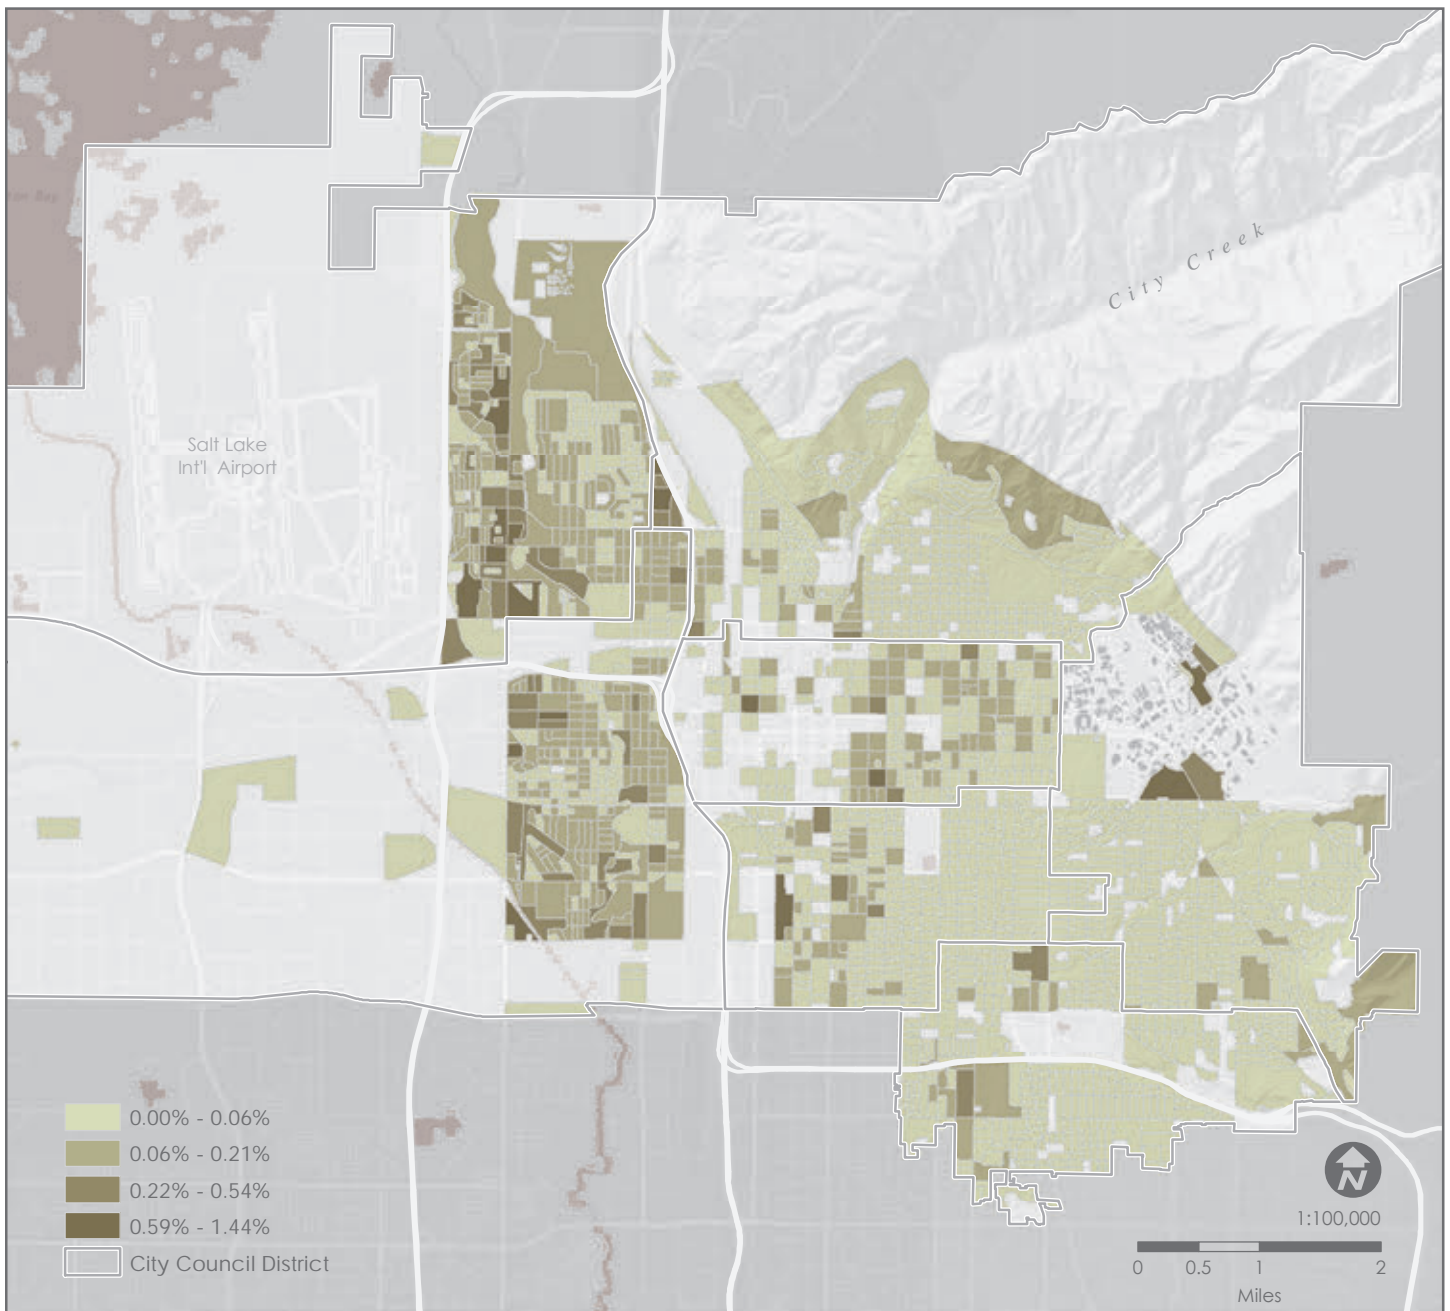 City Creek
Salt Lake
Int'l Airport
0.00% - 0.06%
0.06% - 0.21%
0.22% - 0.54%
0.59% - 1.44%
City Council District
N
1:100,000
0 0.5 1 2
Miles